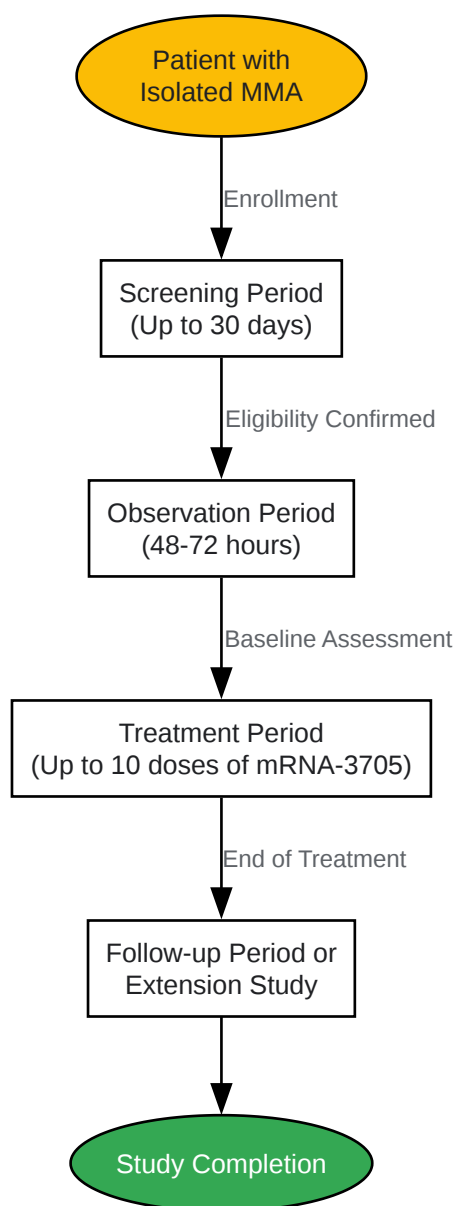 Patient with
Isolated MMA
Enrollment
Screening Period
(Up to 30 days)
Eligibility Confirmed
Observation Period
(48-72 hours)
Baseline Assessment
Treatment Period
(Up to 10 doses of mRNA-3705)
End of Treatment
Follow-up Period or
Extension Study
Study Completion